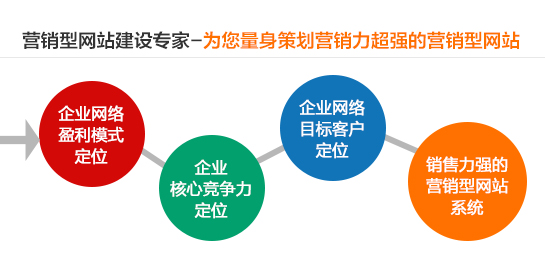 营销型网站建设专家–为您量身策划营销力超强的营销型网站
企业网络
盈利模式
定位
企业
核心竞争力
定位
企业网络
目标客户
定位
销售力强的
营销型网站
系统